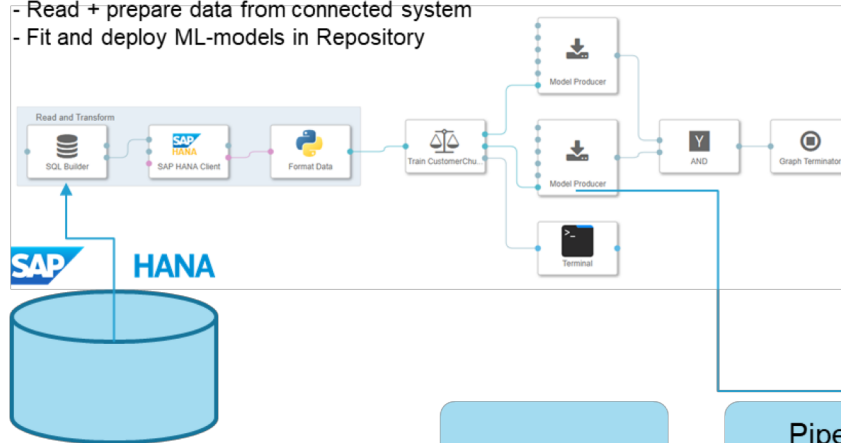 - Read + prepare data from connected system
- Fit and deploy ML-models in Repository
Model Producer
Read and Transform
SQL Builder
SAP HANA
SAP HANA Client
Format Data
Train CustomerChu...
Model Producer
Y
AND
Graph Terminator
>_
Terminal
SAP HANA
Pipe